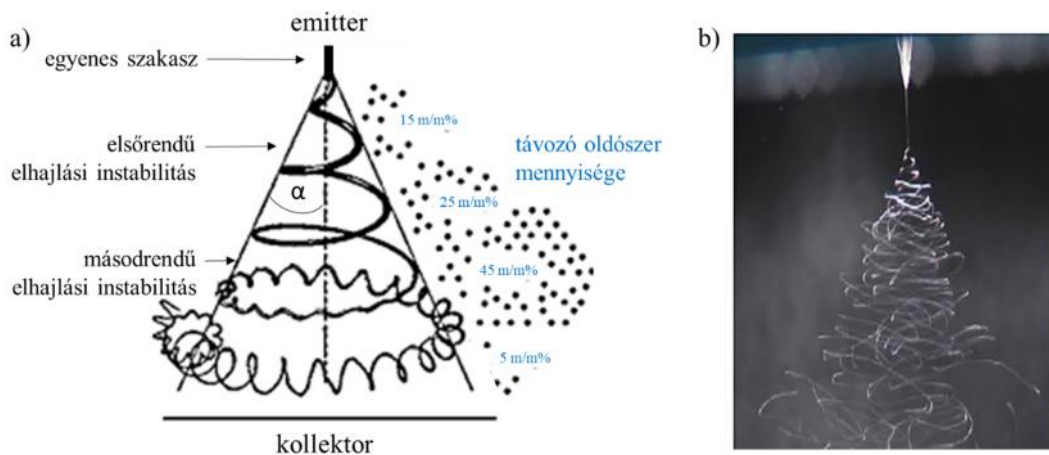 a)
emitter
egyenes szakasz
elsőrendű
elhajlási instabilitás
α
másodrendű
elhajlási instabilitás
15 m/m%
25 m/m%
45 m/m%
5 m/m%
távozó oldószer
mennyisége
kollektor
b)